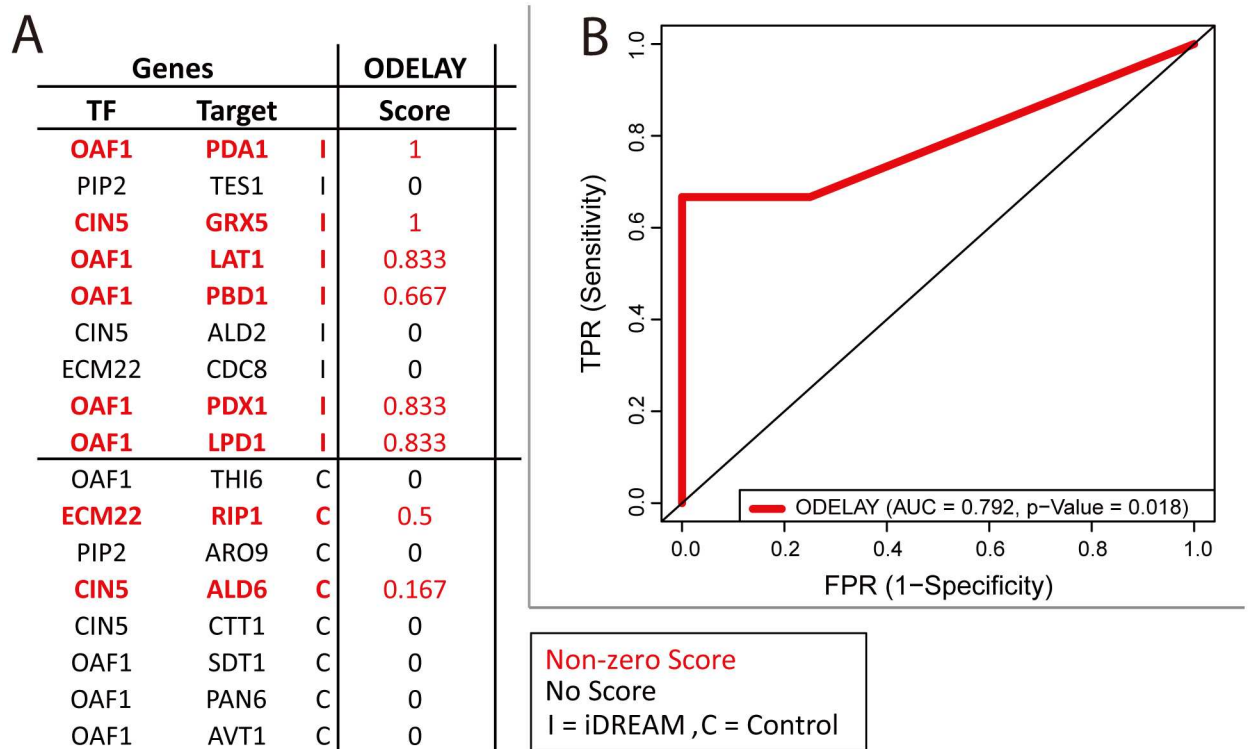 A
Genes ODELAY
TF Target Score
OAF1 PDA1 I 1
PIP2 TES1 I 0
CIN5 GRX5 I 1
OAF1 LAT1 I 0.833
OAF1 PBD1 I 0.667
CIN5 ALD2 I 0
ECM22 CDC8 I 0
OAF1 PDX1 I 0.833
OAF1 LPD1 I 0.833
OAF1 THI6 C 0
ECM22 RIP1 C 0.5
PIP2 ARO9 C 0
CIN5 ALD6 C 0.167
CIN5 CTT1 C 0
OAF1 SDT1 C 0
OAF1 PAN6 C 0
OAF1 AVT1 C 0
B
TPR (Sensitivity)
1.0
0.8
0.6
0.4
0.2
0.0
ODELAY (AUC = 0.792, p-Value = 0.018)
0.0 0.2 0.4 0.6 0.8 1.0
FPR (1-Specificity)
Non-zero Score
No Score
I = iDREAM , C = Control